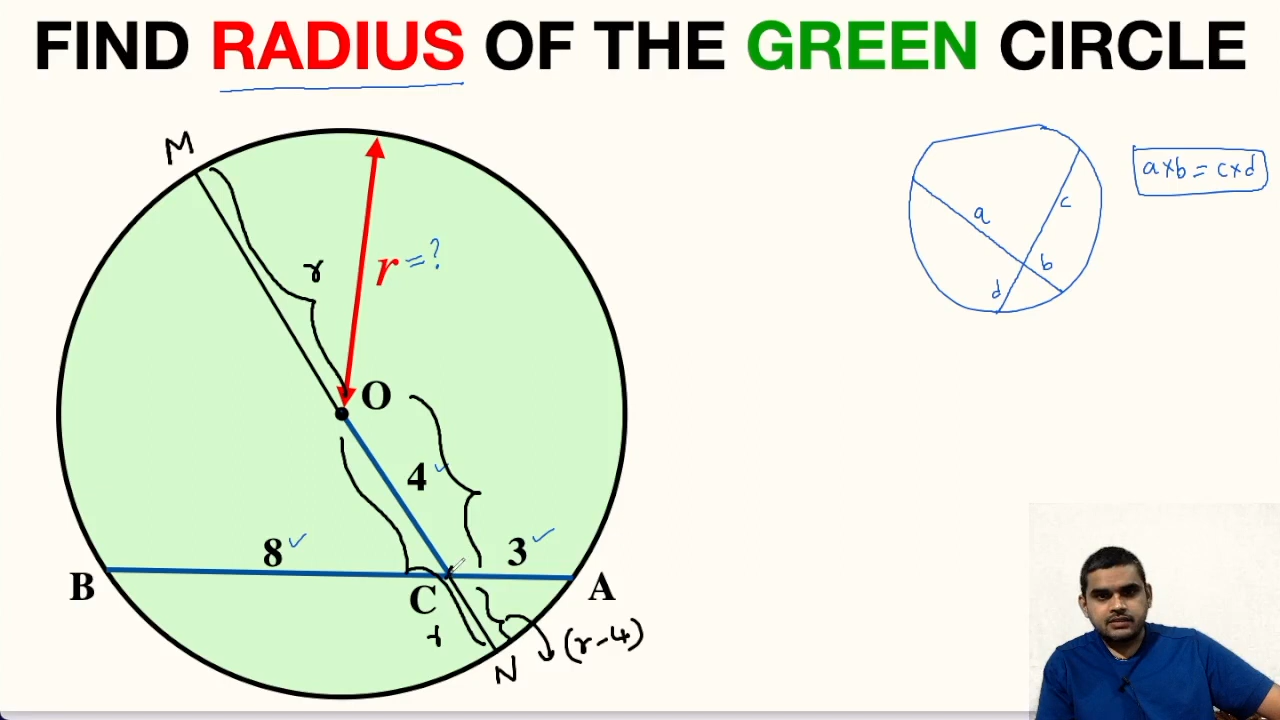 FIND RADIUS OF THE GREEN CIRCLE
M
a×b = c×d
a
c
r
r =?
b
d
O
4
8
3
B
C
A
r
(r-4)
N